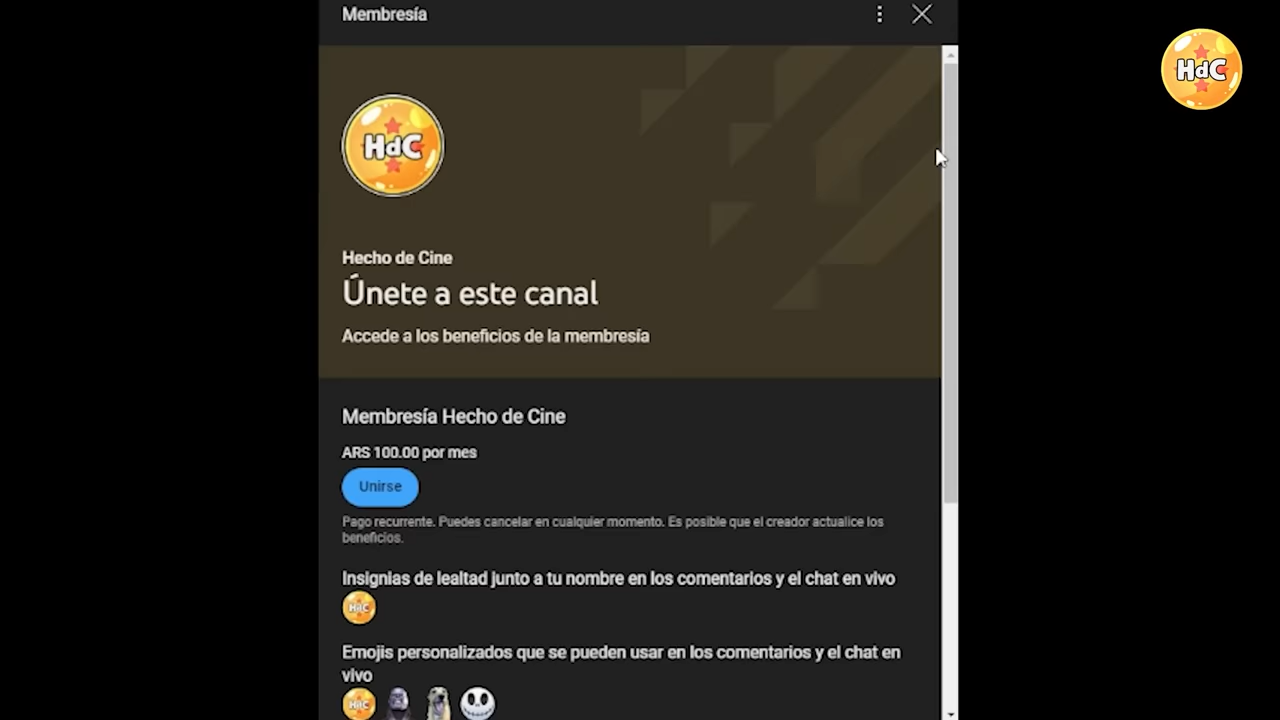 Membresía
HdC
HdC
Hecho de Cine
Únete a este canal
Accede a los beneficios de la membresía
Membresía Hecho de Cine
ARS 100.00 por mes
Unirse
Pago recurrente. Puedes cancelar en cualquier momento. Es posible que el creador actualice los
beneficios.
Insignias de lealtad junto a tu nombre en los comentarios y el chat en vivo
HdC
Emojis personalizados que se pueden usar en los comentarios y el chat en
vivo
HdC